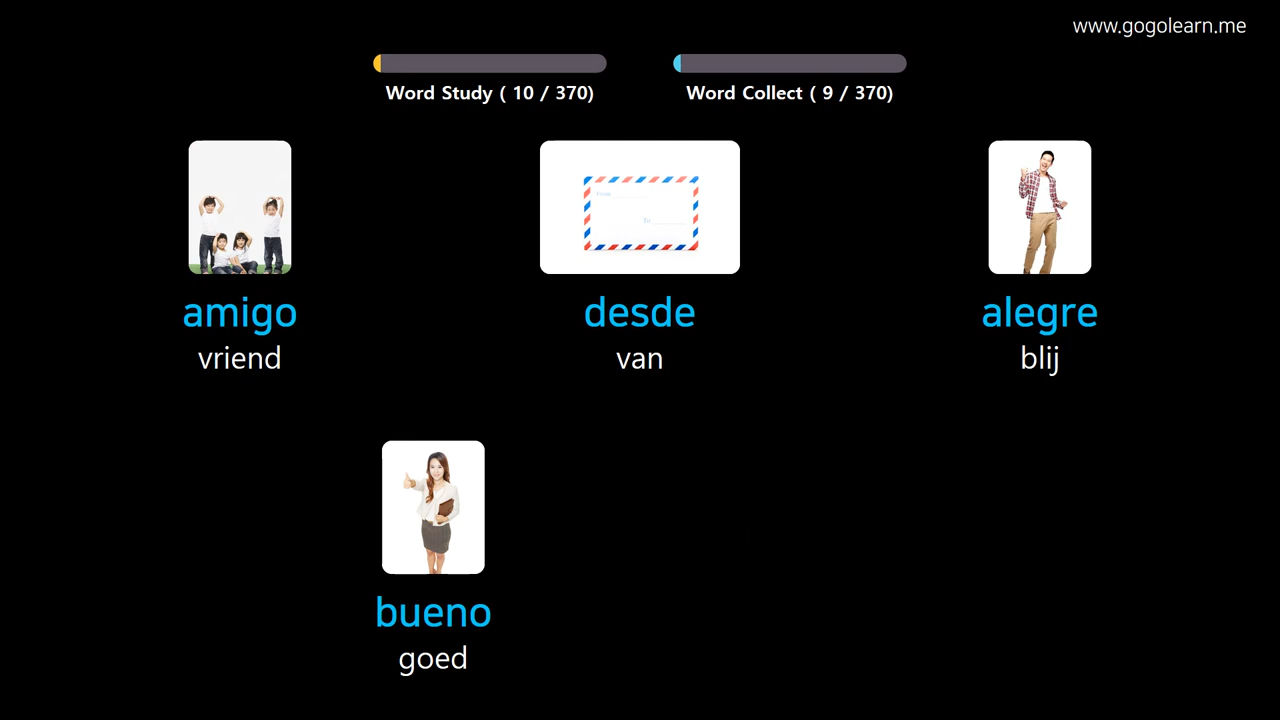 www.gogolearn.me
Word Study ( 10 / 370)
Word Collect ( 9 / 370)
amigo
vriend
desde
van
alegre
blij
bueno
goed